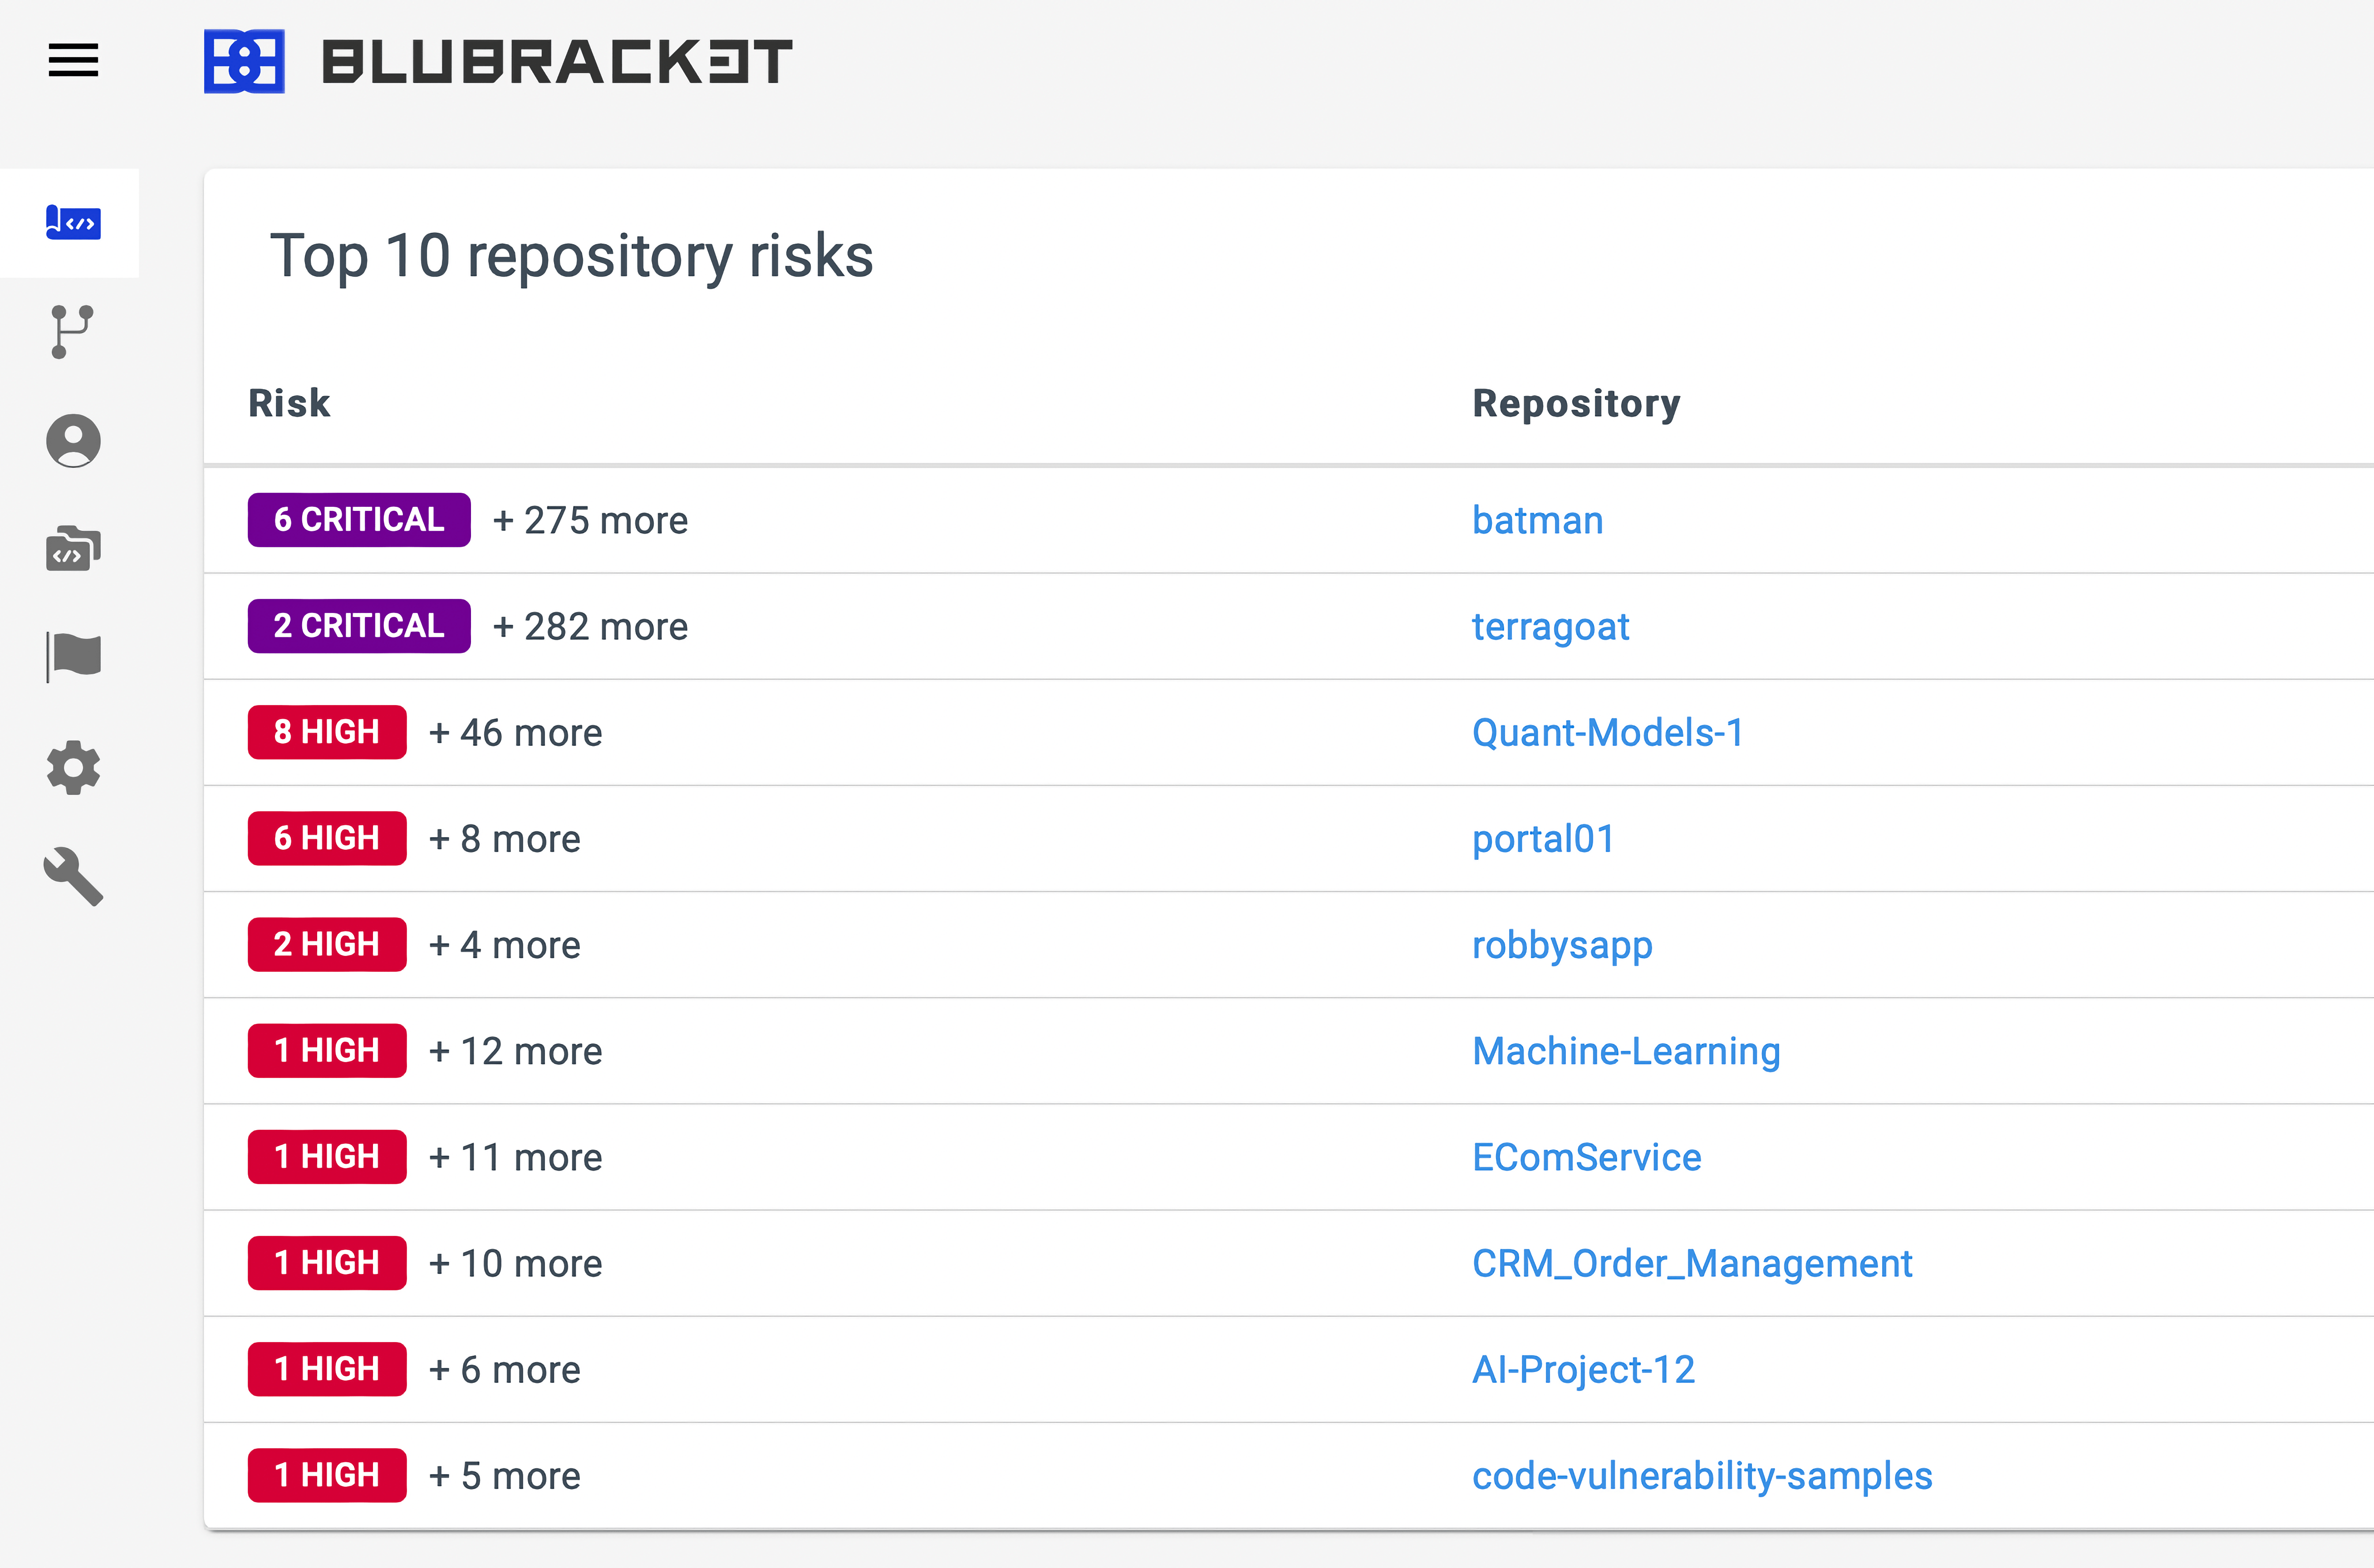 BLUBRACKET
Top 10 repository risks
Risk Repository
6 CRITICAL + 275 more batman
2 CRITICAL + 282 more terragoat
8 HIGH + 46 more Quant-Models-1
6 HIGH + 8 more portal01
2 HIGH + 4 more robbysapp
1 HIGH + 12 more Machine-Learning
1 HIGH + 11 more EComService
1 HIGH + 10 more CRM_Order_Management
1 HIGH + 6 more AI-Project-12
1 HIGH + 5 more code-vulnerability-samples